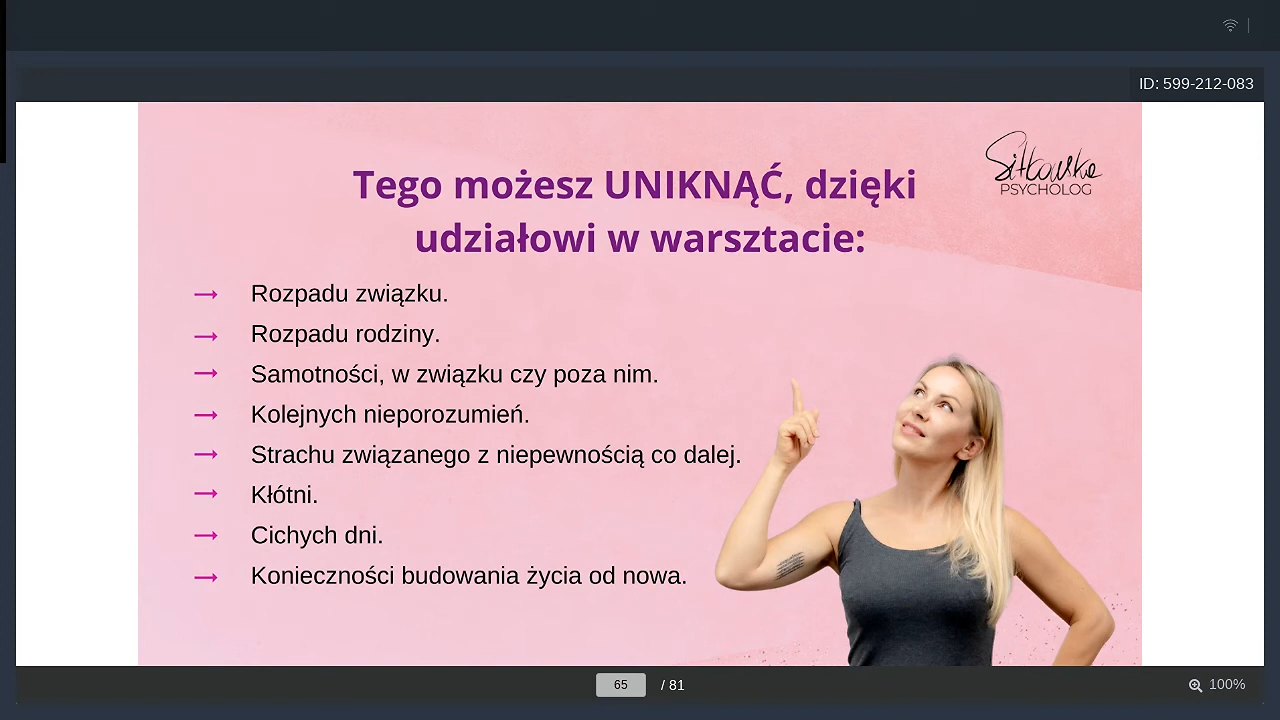 ID: 599-212-083
Siłowska
PSYCHOLOG
Tego możesz UNIKNĄĆ, dzięki
udziałowi w warsztacie:
→ Rozpadu związku.
→ Rozpadu rodziny.
→ Samotności, w związku czy poza nim.
→ Kolejnych nieporozumień.
→ Strachu związanego z niepewnością co dalej.
→ Kłótni.
→ Cichych dni.
→ Konieczności budowania życia od nowa.
65 / 81
100%